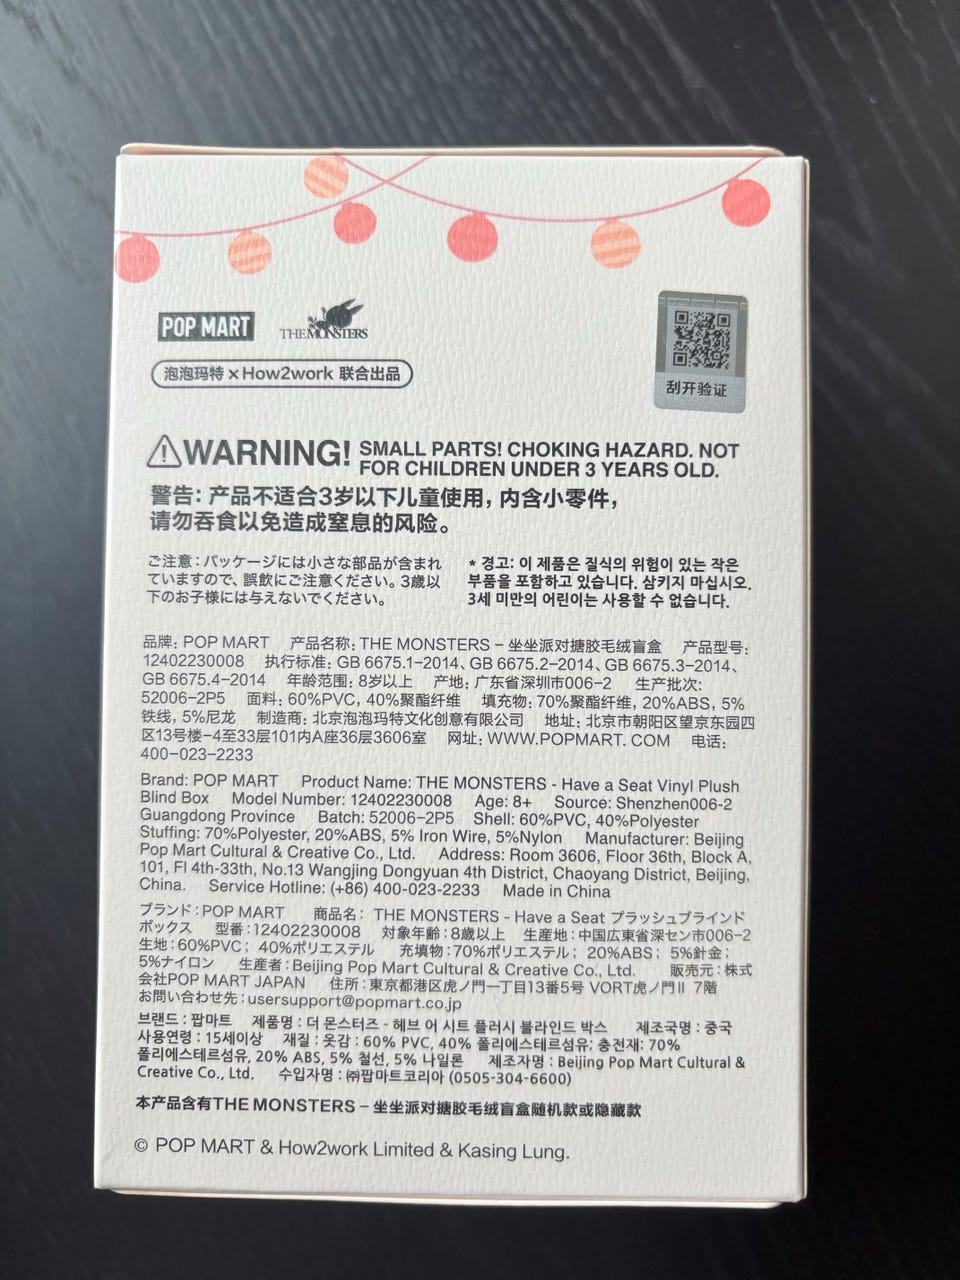 POP MART
THE MONSTERS
泡泡玛特 × How2work 联合出品
刮开验证
WARNING! SMALL PARTS! CHOKING HAZARD. NOT
FOR CHILDREN UNDER 3 YEARS OLD.
警告: 产品不适合3岁以下儿童使用, 内含小零件,
请勿吞食以免造成窒息的风险。
ご注意：パッケージには小さな部品が含まれ
ていますので、誤飲にご注意ください。3歳以
下のお子様には与えないでください。
* 경고: 이 제품은 질식의 위험이 있는 작은
부품을 포함하고 있습니다. 삼키지 마십시오.
3세 미만의 어린이는 사용할 수 없습니다.
品牌: POP MART 产品名称: THE MONSTERS – 坐坐派对搪胶毛绒盲盒 产品型号:
12402230008 执行标准: GB 6675.1–2014、GB 6675.2–2014、GB 6675.3–2014、
GB 6675.4–2014 年龄范围: 8岁以上 产地: 广东省深圳市006–2 生产批次:
52006–2P5 面料: 60%PVC, 40%聚酯纤维 填充物: 70%聚酯纤维, 20%ABS, 5%
铁线, 5%尼龙 制造商: 北京泡泡玛特文化创意有限公司 地址: 北京市朝阳区望京东园四
区13号楼–4至33层101内A座36层3606室 网址: WWW.POPMART. COM 电话:
400–023–2233
Brand: POP MART Product Name: THE MONSTERS - Have a Seat Vinyl Plush
Blind Box Model Number: 12402230008 Age: 8+ Source: Shenzhen006-2
Guangdong Province Batch: 52006–2P5 Shell: 60%PVC, 40%Polyester
Stuffing: 70%Polyester, 20%ABS, 5% Iron Wire, 5%Nylon Manufacturer: Beijing
Pop Mart Cultural & Creative Co., Ltd. Address: Room 3606, Floor 36th, Block A,
101, Fl 4th-33th, No.13 Wangjing Dongyuan 4th District, Chaoyang District, Beijing,
China. Service Hotline: (+86) 400-023-2233 Made in China
ブランド：POP MART 商品名： THE MONSTERS - Have a Seat プラッシュブラインド
ボックス 型番：12402230008 対象年齢：8歳以上 生産地：中国広東省深セン市006–2
生地：60%PVC； 40%ポリエステル 充填物：70%ポリエステル； 20%ABS； 5%針金；
5%ナイロン 生産者：Beijing Pop Mart Cultural & Creative Co., Ltd. 販売元：株式
会社POP MART JAPAN 住所：東京都港区虎ノ門一丁目13番5号 VORT虎ノ門Ⅱ 7階
お問い合わせ先：usersupport@popmart.co.jp
브랜드 : 팝마트 제품명 : 더 몬스터즈 - 헤브 어 시트 플러시 블라인드 박스 제조국명 : 중국
사용연령 : 15세이상 재질 : 옷감 : 60% PVC, 40% 폴리에스테르섬유; 충전재: 70%
폴리에스테르섬유, 20% ABS, 5% 철선, 5% 나일론 제조자명 : Beijing Pop Mart Cultural &
Creative Co., Ltd. 수입자명 : ㈜팝마트코리아 (0505-304-6600)
本产品含有THE MONSTERS – 坐坐派对搪胶毛绒盲盒随机款或隐藏款
© POP MART & How2work Limited & Kasing Lung.